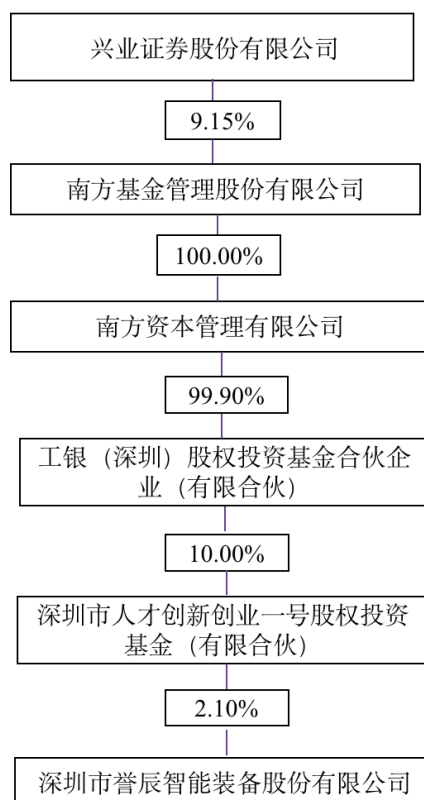 兴业证券股份有限公司
9.15%
南方基金管理股份有限公司
100.00%
南方资本管理有限公司
99.90%
工银（深圳）股权投资基金合伙企
业（有限合伙）
10.00%
深圳市人才创新创业一号股权投资
基金（有限合伙）
2.10%
深圳市誉辰智能装备股份有限公司